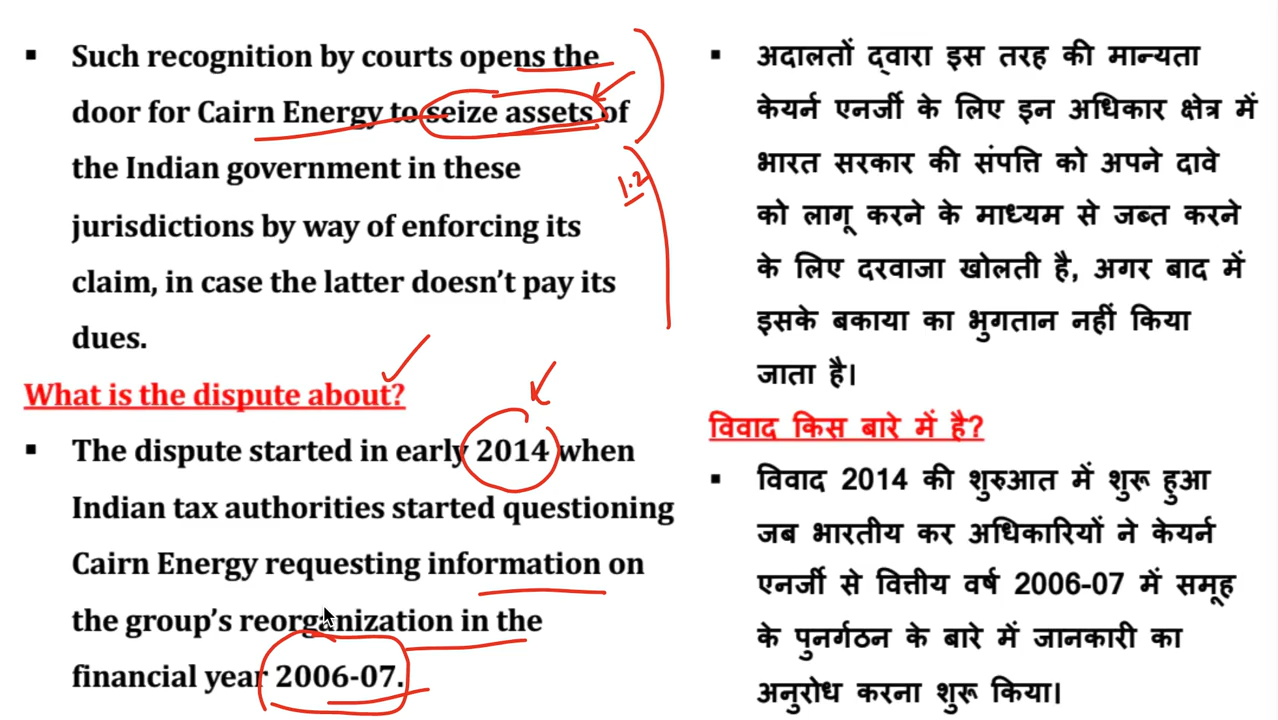 ▪ Such recognition by courts opens the
door for Cairn Energy to seize assets of
the Indian government in these
jurisdictions by way of enforcing its
claim, in case the latter doesn’t pay its
dues.
1.2
What is the dispute about?
▪ The dispute started in early 2014 when
Indian tax authorities started questioning
Cairn Energy requesting information on
the group’s reorganization in the
financial year 2006-07.
▪ अदालतों द्वारा इस तरह की मान्यता
केयर्न एनर्जी के लिए इन अधिकार क्षेत्र में
भारत सरकार की संपत्ति को अपने दावे
को लागू करने के माध्यम से जब्त करने
के लिए दरवाजा खोलती है, अगर बाद में
इसके बकाया का भुगतान नहीं किया
जाता है।
विवाद किस बारे में है?
▪ विवाद 2014 की शुरुआत में शुरू हुआ
जब भारतीय कर अधिकारियों ने केयर्न
एनर्जी से वित्तीय वर्ष 2006-07 में समूह
के पुनर्गठन के बारे में जानकारी का
अनुरोध करना शुरू किया।